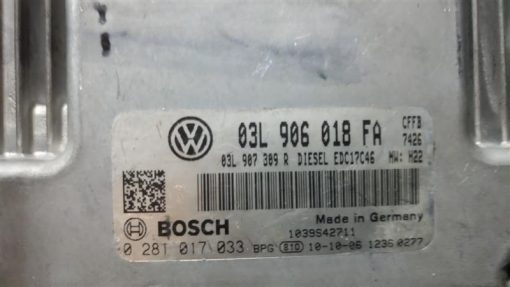 03L 906 018 FA CFFB
7426
03L 907 309 R DIESEL EDC17C46 HW: H22
BOSCH
Made in Germany
1039S42711
0 281 017 033 BPG 810 10-10-06 1236 0277